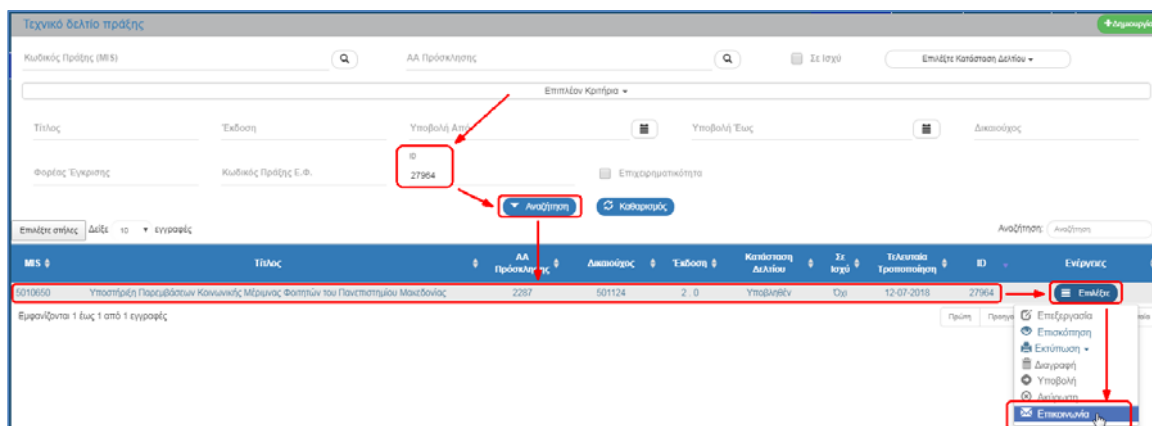 Τεχνικό δελτίο πράξης
+Δημιουργία
Κωδικός Πράξης (MIS) ΑΑ Πρόσκλησης Σε Ισχύ Επιλέξτε Κατάσταση Δελτίου
Επιπλέον Κριτήρια
Τίτλος Έκδοση Υποβολή Από Υποβολή Έως Δικαιούχος
ID
Φορέας Έγκρισης Κωδικός Πράξης Ε.Φ. 27964 Επιχειρηματικότητα
Αναζήτηση Καθαρισμός
Επιλέξτε στήλες Δείξε 10 εγγραφές Αναζήτηση: Αναζήτηση
MIS Τίτλος ΑΑ Πρόσκλησης Δικαιούχος Έκδοση Κατάσταση Δελτίου Σε Ισχύ Τελευταία Τροποποίηση ID Ενέργειες
5010650 Υποστήριξη Παρεμβάσεων Κοινωνικής Μέριμνας Φοιτητών του Πανεπιστημίου Μακεδονίας 2287 501124 2 . 0 Υποβληθέν Όχι 12-07-2018 27964 Επιλέξτε
Εμφανίζονται 1 έως 1 από 1 εγγραφές Πρώτη
Επεξεργασία
Επισκόπηση
Εκτύπωση
Διαγραφή
Υποβολή
Ακύρωση
Επικοινωνία